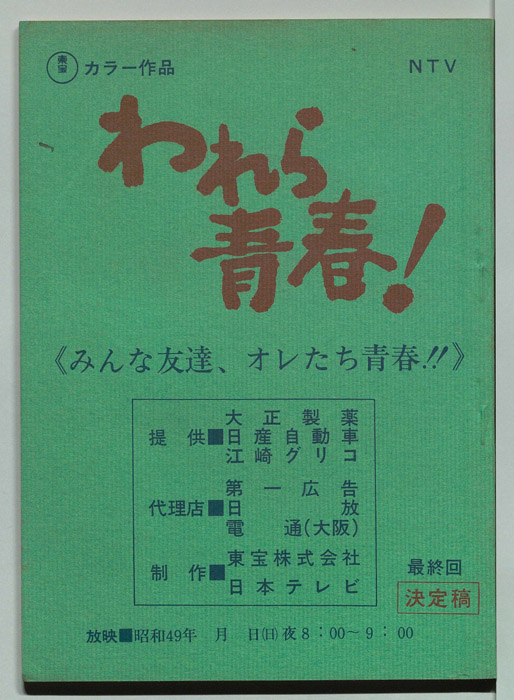 東宝 カラー作品 NTV
われら
青春!
《みんな友達、オレたち青春!!》
大正製薬
提供■日産自動車
江崎グリコ
第一広告
代理店■日放
電通(大阪)
制作■東宝株式会社
日本テレビ
最終回
決定稿
放映■昭和49年 月 日(日)夜8:00～9:00